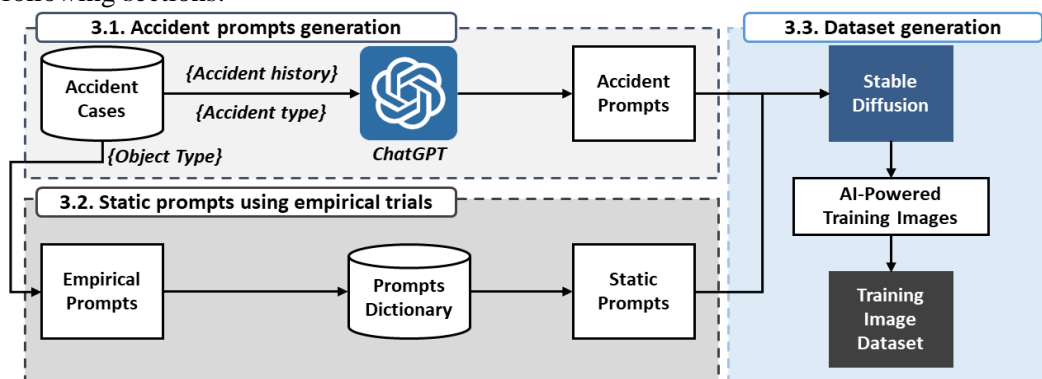 following sections.
3.1. Accident prompts generation
3.3. Dataset generation
Accident
Cases
{Accident history}
{Accident type}
ChatGPT
Accident
Prompts
Stable
Diffusion
{Object Type}
AI-Powered
Training Images
3.2. Static prompts using empirical trials
Empirical
Prompts
Prompts
Dictionary
Static
Prompts
Training
Image
Dataset